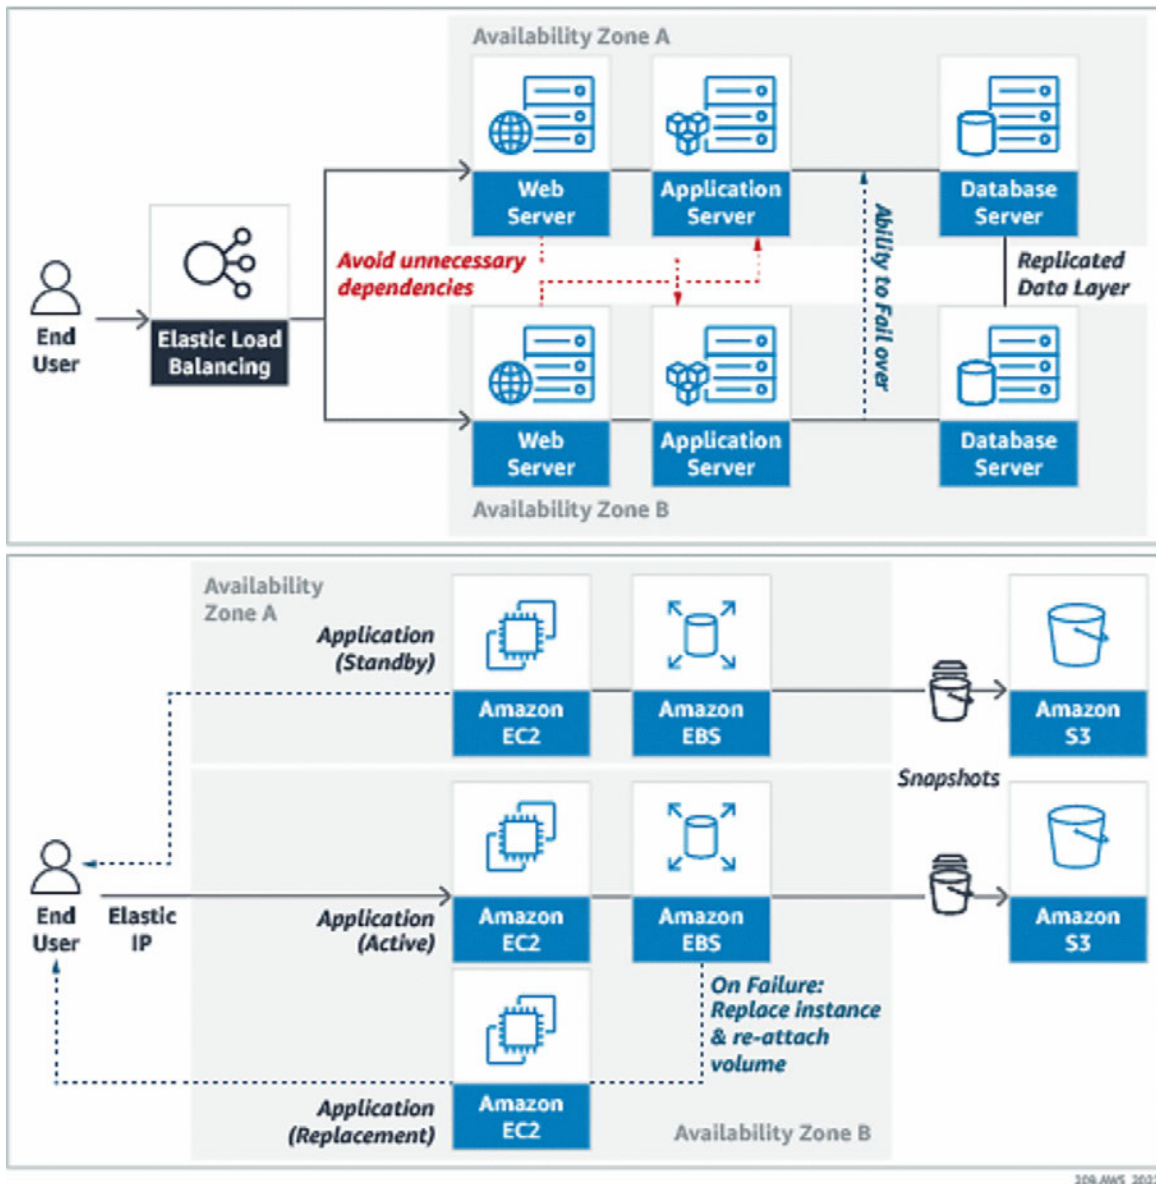 Availability Zone A
Web
Server
Application
Server
Database
Server
Avoid unnecessary
dependencies
Ability to Fail over
Replicated
Data Layer
End
User
Elastic Load
Balancing
Web
Server
Application
Server
Database
Server
Availability Zone B
Availability
Zone A
Application
(Standby)
Amazon
EC2
Amazon
EBS
Amazon
S3
Snapshots
End
User
Elastic
IP
Application
(Active)
Amazon
EC2
Amazon
EBS
Amazon
S3
On Failure:
Replace instance
& re-attach
volume
Application
(Replacement)
Amazon
EC2
Availability Zone B